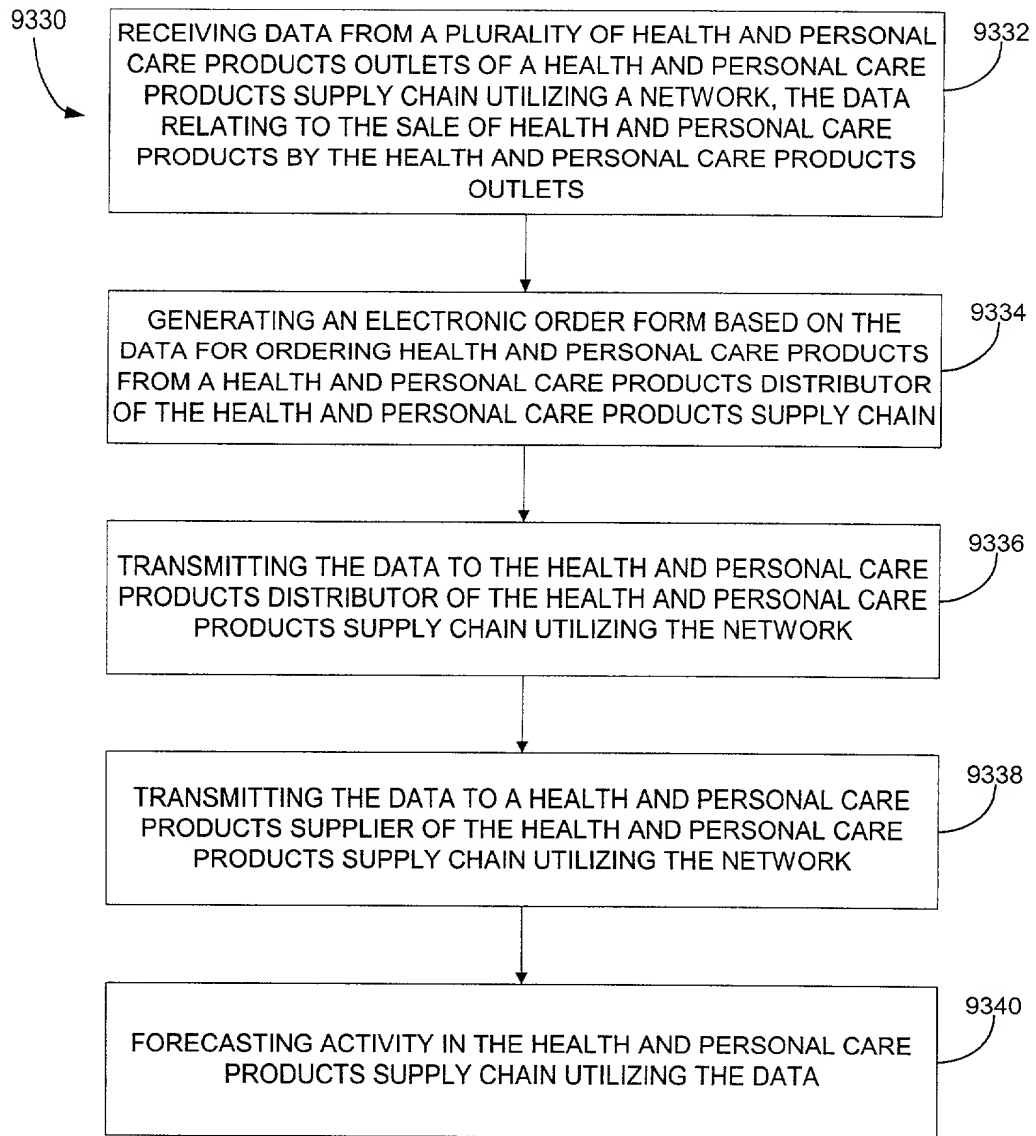 9330
RECEIVING DATA FROM A PLURALITY OF HEALTH AND PERSONAL
CARE PRODUCTS OUTLETS OF A HEALTH AND PERSONAL CARE
PRODUCTS SUPPLY CHAIN UTILIZING A NETWORK, THE DATA
RELATING TO THE SALE OF HEALTH AND PERSONAL CARE
PRODUCTS BY THE HEALTH AND PERSONAL CARE PRODUCTS
OUTLETS
9332
GENERATING AN ELECTRONIC ORDER FORM BASED ON THE
DATA FOR ORDERING HEALTH AND PERSONAL CARE PRODUCTS
FROM A HEALTH AND PERSONAL CARE PRODUCTS DISTRIBUTOR
OF THE HEALTH AND PERSONAL CARE PRODUCTS SUPPLY CHAIN
9334
TRANSMITTING THE DATA TO THE HEALTH AND PERSONAL CARE
PRODUCTS DISTRIBUTOR OF THE HEALTH AND PERSONAL CARE
PRODUCTS SUPPLY CHAIN UTILIZING THE NETWORK
9336
TRANSMITTING THE DATA TO A HEALTH AND PERSONAL CARE
PRODUCTS SUPPLIER OF THE HEALTH AND PERSONAL CARE
PRODUCTS SUPPLY CHAIN UTILIZING THE NETWORK
9338
FORECASTING ACTIVITY IN THE HEALTH AND PERSONAL CARE
PRODUCTS SUPPLY CHAIN UTILIZING THE DATA
9340